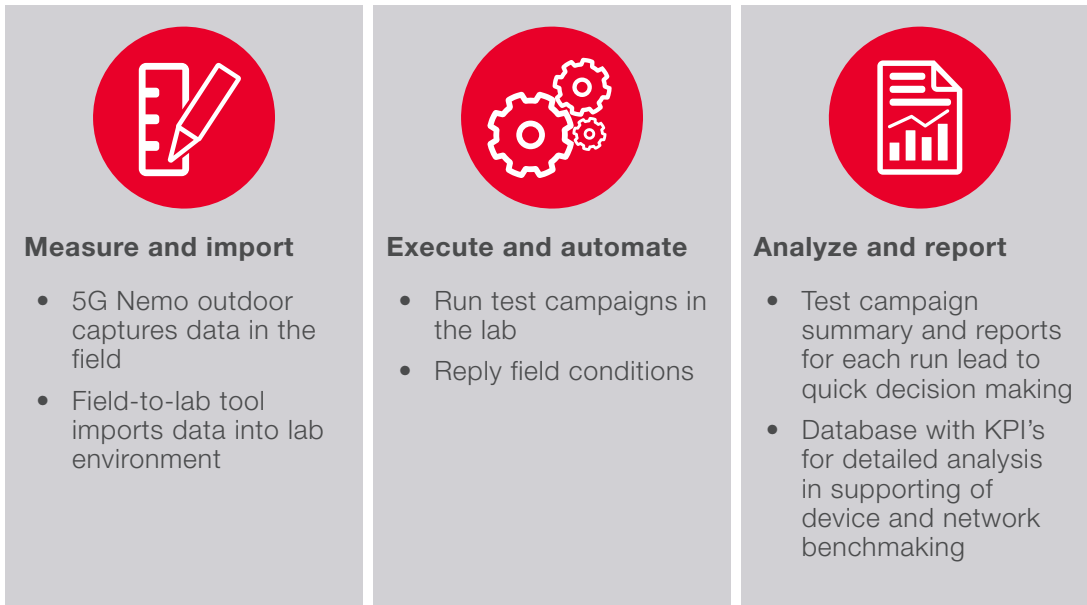 Measure and import
• 5G Nemo outdoor
captures data in the
field
• Field-to-lab tool
imports data into lab
environment
Execute and automate
• Run test campaigns in
the lab
• Reply field conditions
Analyze and report
• Test campaign
summary and reports
for each run lead to
quick decision making
• Database with KPI’s
for detailed analysis
in supporting of
device and network
benchmaking